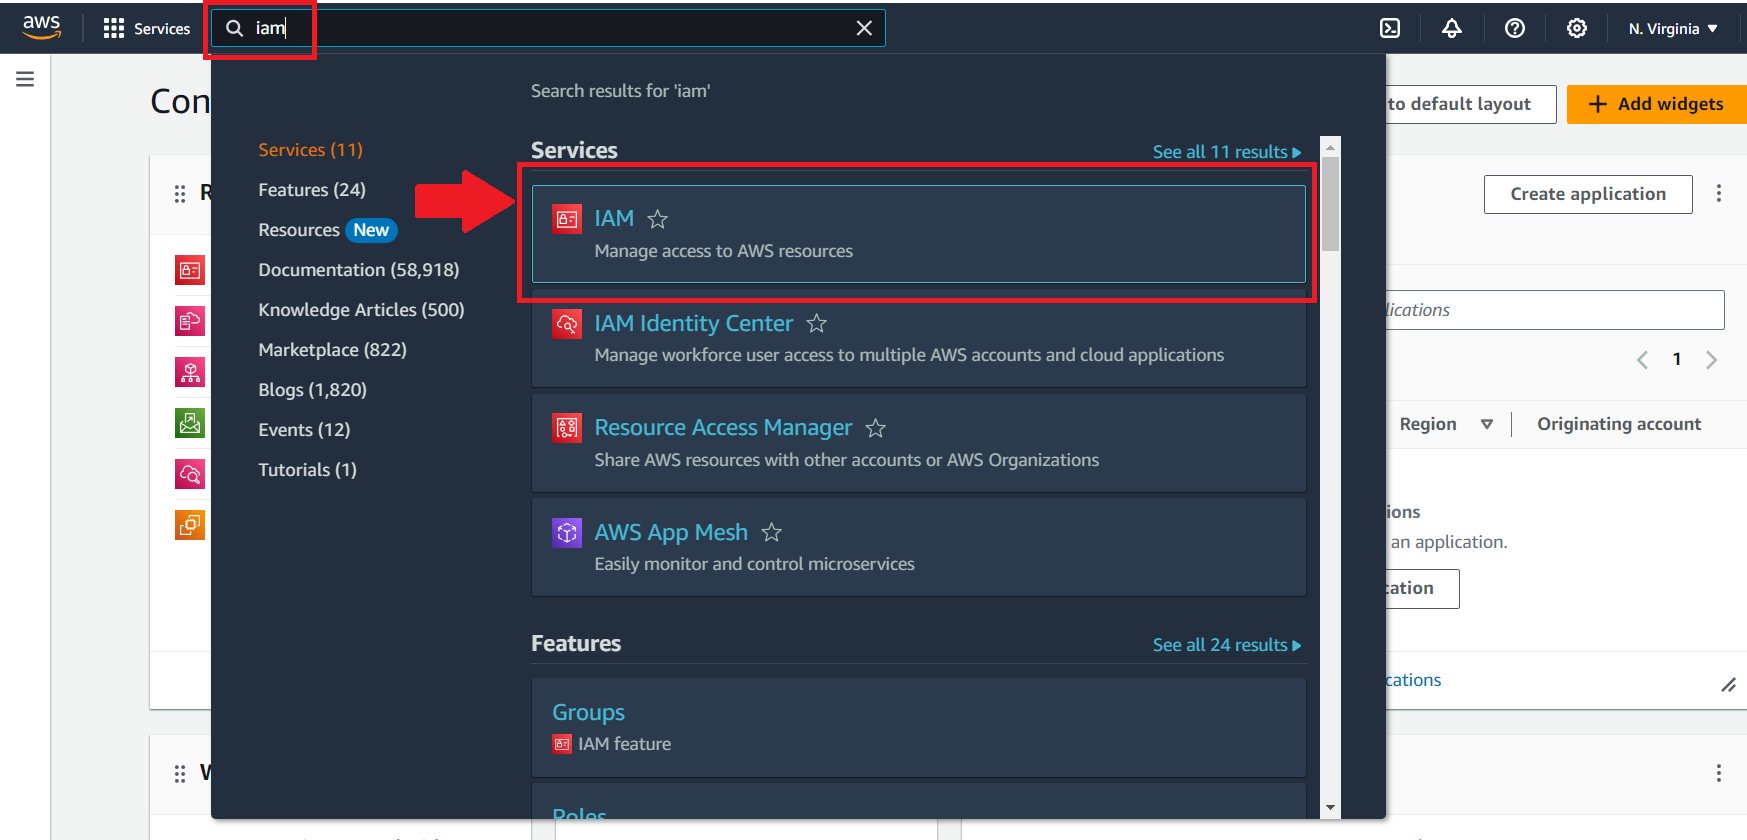 aws
Services
iam
N. Virginia
Con
to default layout
Add widgets
Search results for 'iam'
Services (11)
Features (24)
Resources New
Documentation (58,918)
Knowledge Articles (500)
Marketplace (822)
Blogs (1,820)
Events (12)
Tutorials (1)
Services
See all 11 results
IAM
Manage access to AWS resources
IAM Identity Center
Manage workforce user access to multiple AWS accounts and cloud applications
Resource Access Manager
Share AWS resources with other accounts or AWS Organizations
AWS App Mesh
Easily monitor and control microservices
Features
See all 24 results
Groups
IAM feature
Roles
R
W
Create application
lications
1
Region
Originating account
ions
an application.
cation
cations